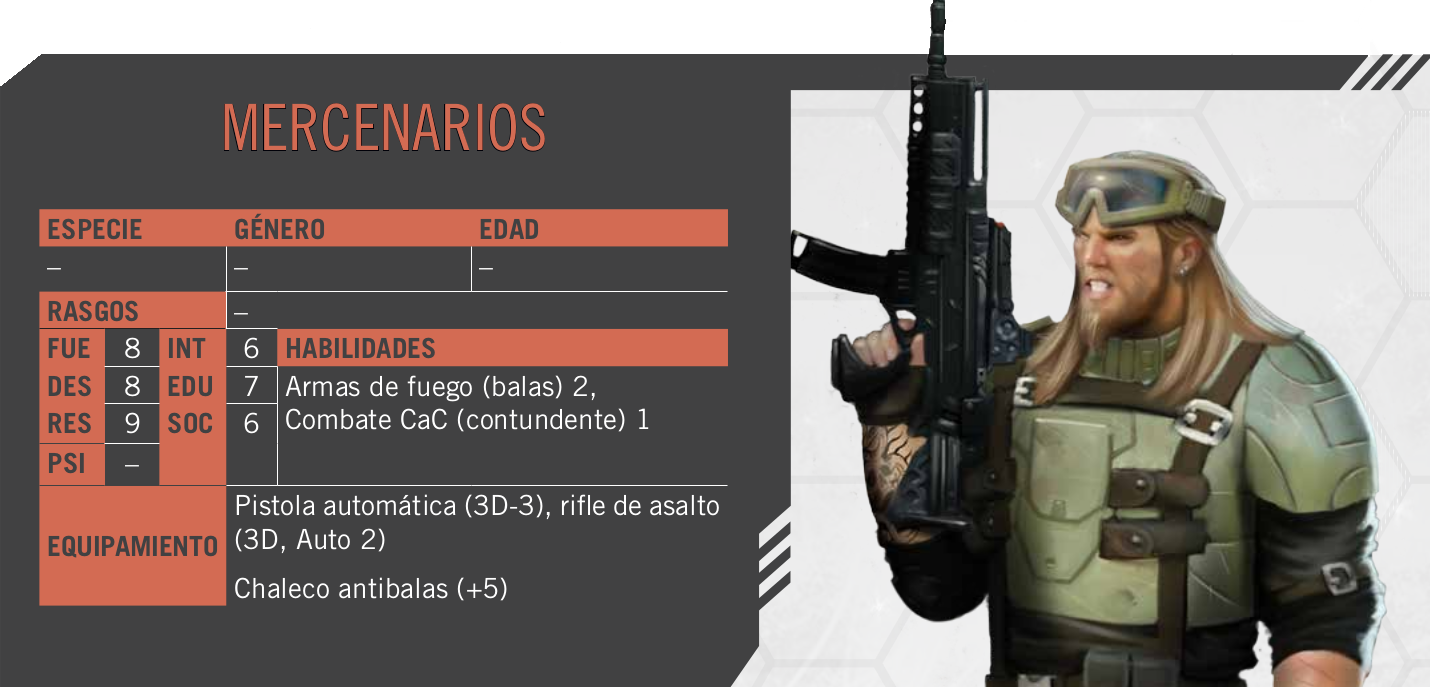 MERCENARIOS
ESPECIE GÉNERO EDAD
– – –
RASGOS –
FUE 8 INT 6 HABILIDADES
DES 8 EDU 7 Armas de fuego (balas) 2,
RES 9 SOC 6 Combate CaC (contundente) 1
PSI –
EQUIPAMIENTO
Pistola automática (3D-3), rifle de asalto
(3D, Auto 2)
Chaleco antibalas (+5)